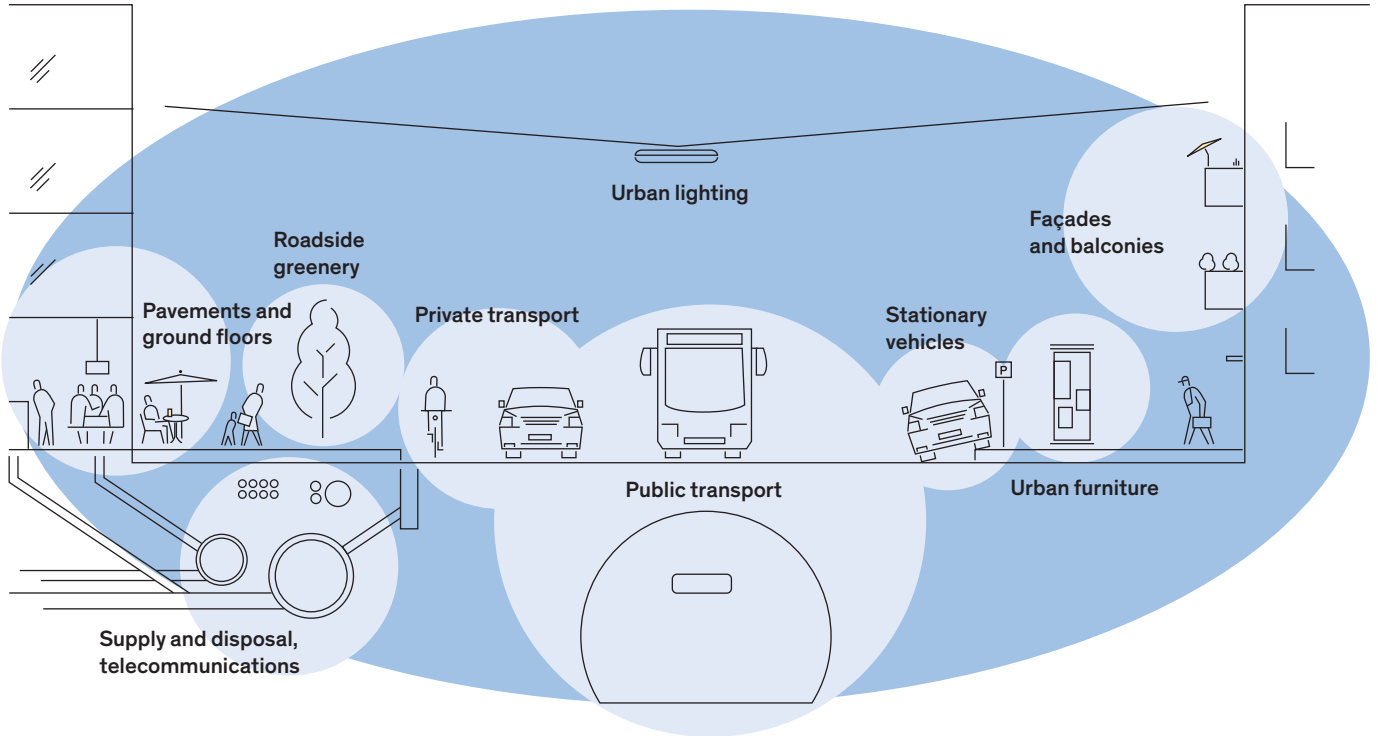 Urban lighting
Façades
and balconies
Roadside
greenery
Pavements and
ground floors
Private transport
Stationary
vehicles
P
Public transport
Urban furniture
Supply and disposal,
telecommunications